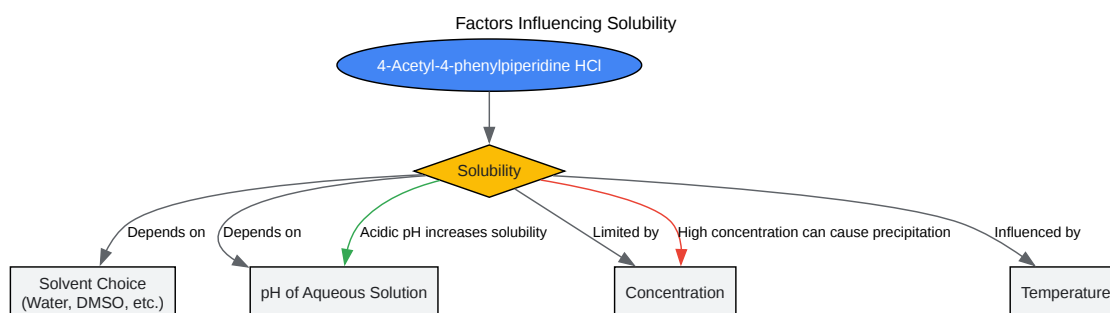 Factors Influencing Solubility
4-Acetyl-4-phenylpiperidine HCl
Solubility
Depends on
Depends on
Acidic pH increases solubility
Limited by
High concentration can cause precipitation
Influenced by
Solvent Choice
(Water, DMSO, etc.)
pH of Aqueous Solution
Concentration
Temperature